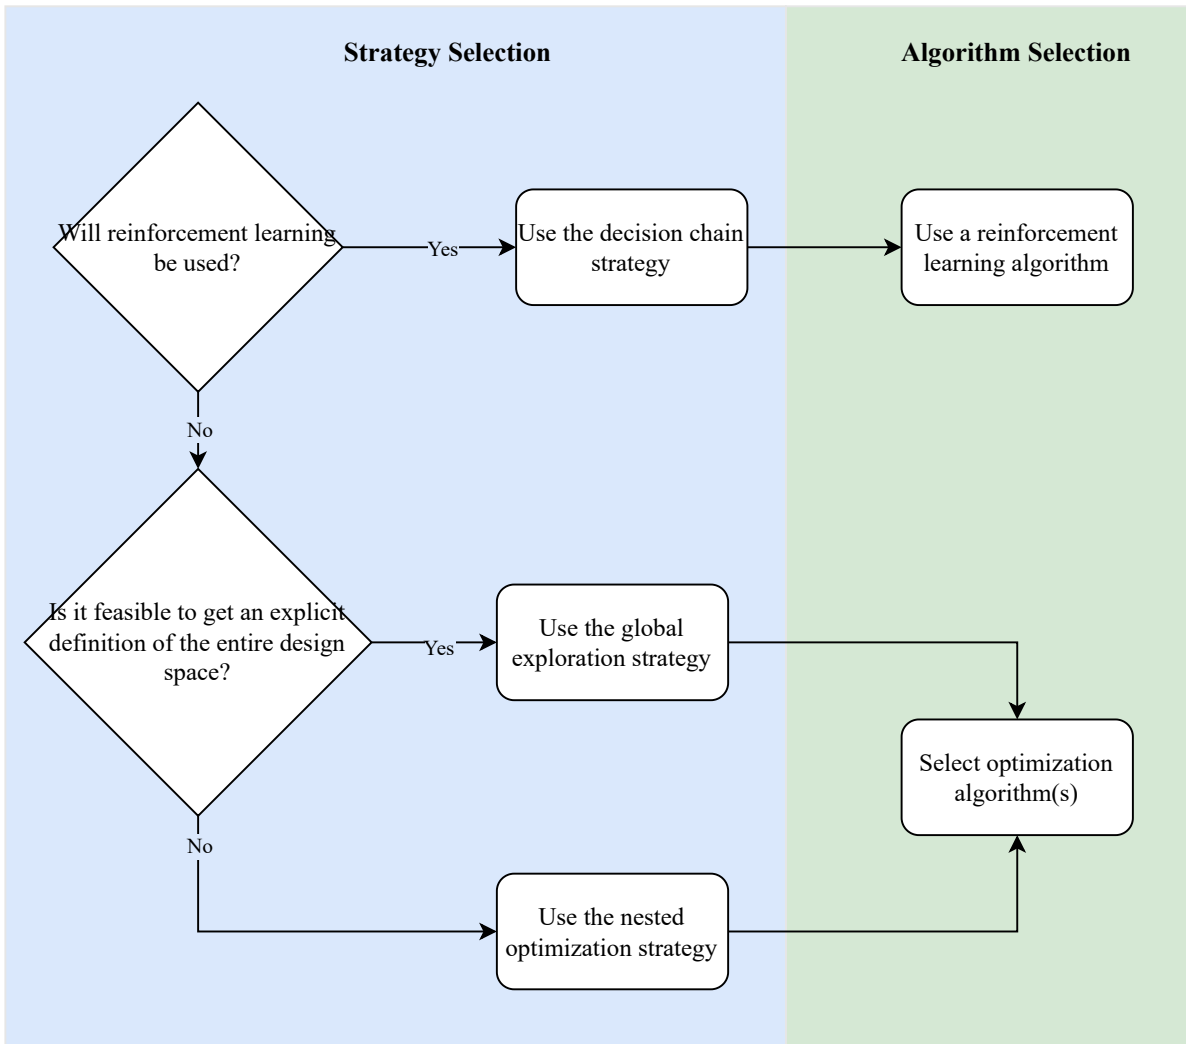 Strategy Selection
Algorithm Selection
Will reinforcement learning
be used?
Yes
Use the decision chain
strategy
Use a reinforcement
learning algorithm
No
Is it feasible to get an explicit
definition of the entire design
space?
Yes
Use the global
exploration strategy
Select optimization
algorithm(s)
No
Use the nested
optimization strategy